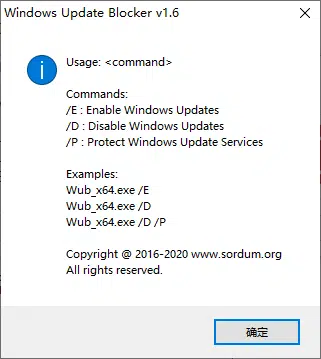 Windows Update Blocker v1.6
Usage: <command>
Commands:
/E : Enable Windows Updates
/D : Disable Windows Updates
/P : Protect Windows Update Services
Examples:
Wub_x64.exe /E
Wub_x64.exe /D
Wub_x64.exe /D /P
Copyright @ 2016-2020 www.sordum.org
All rights reserved.
确定